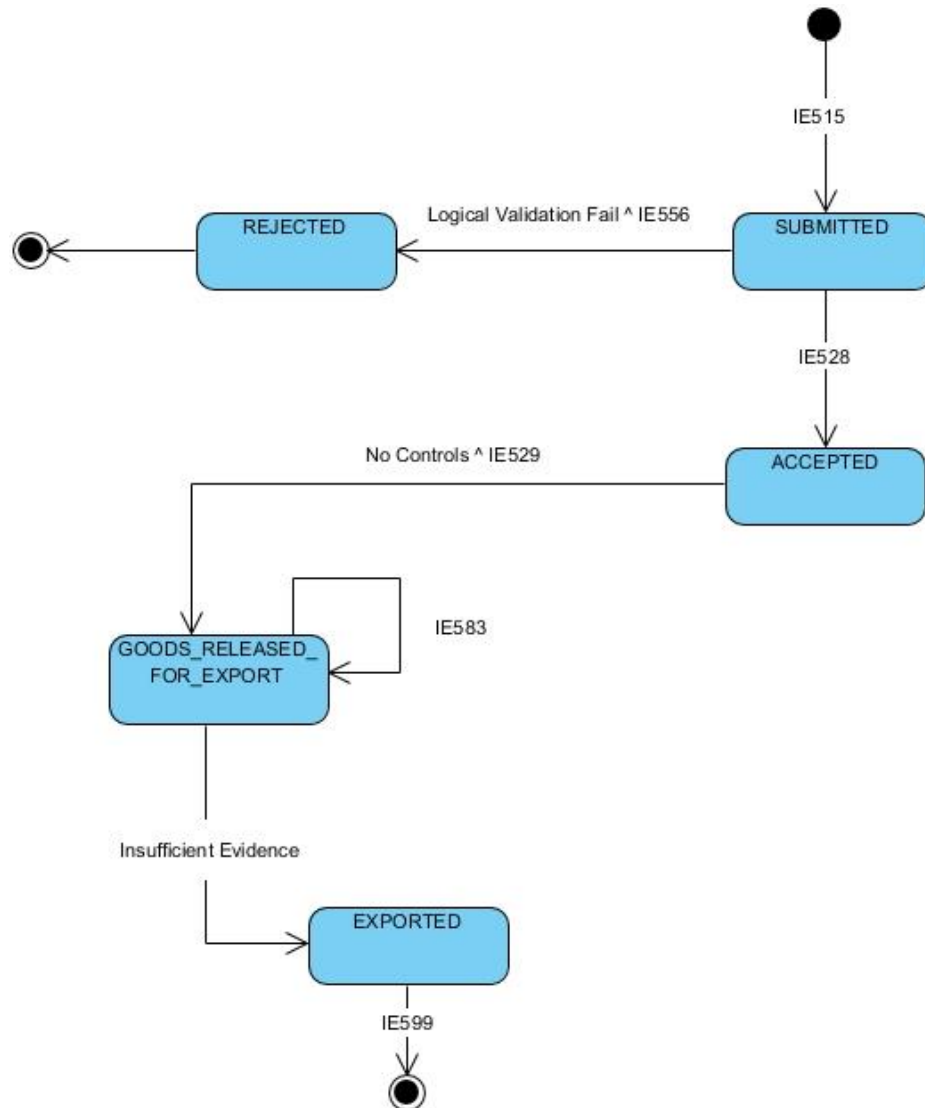 IE515
Logical Validation Fail ^ IE556
REJECTED
SUBMITTED
IE528
No Controls ^ IE529
ACCEPTED
IE583
GOODS_RELEASED_
FOR_EXPORT
Insufficient Evidence
EXPORTED
IE599